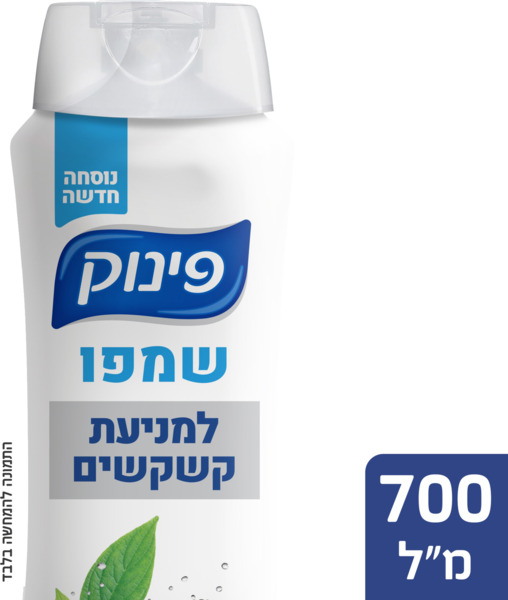 נוסחה
חדשה
פינוק
שמפו
למניעת
קשקשים
700
מ"ל
התמונה להמחשה בלבד